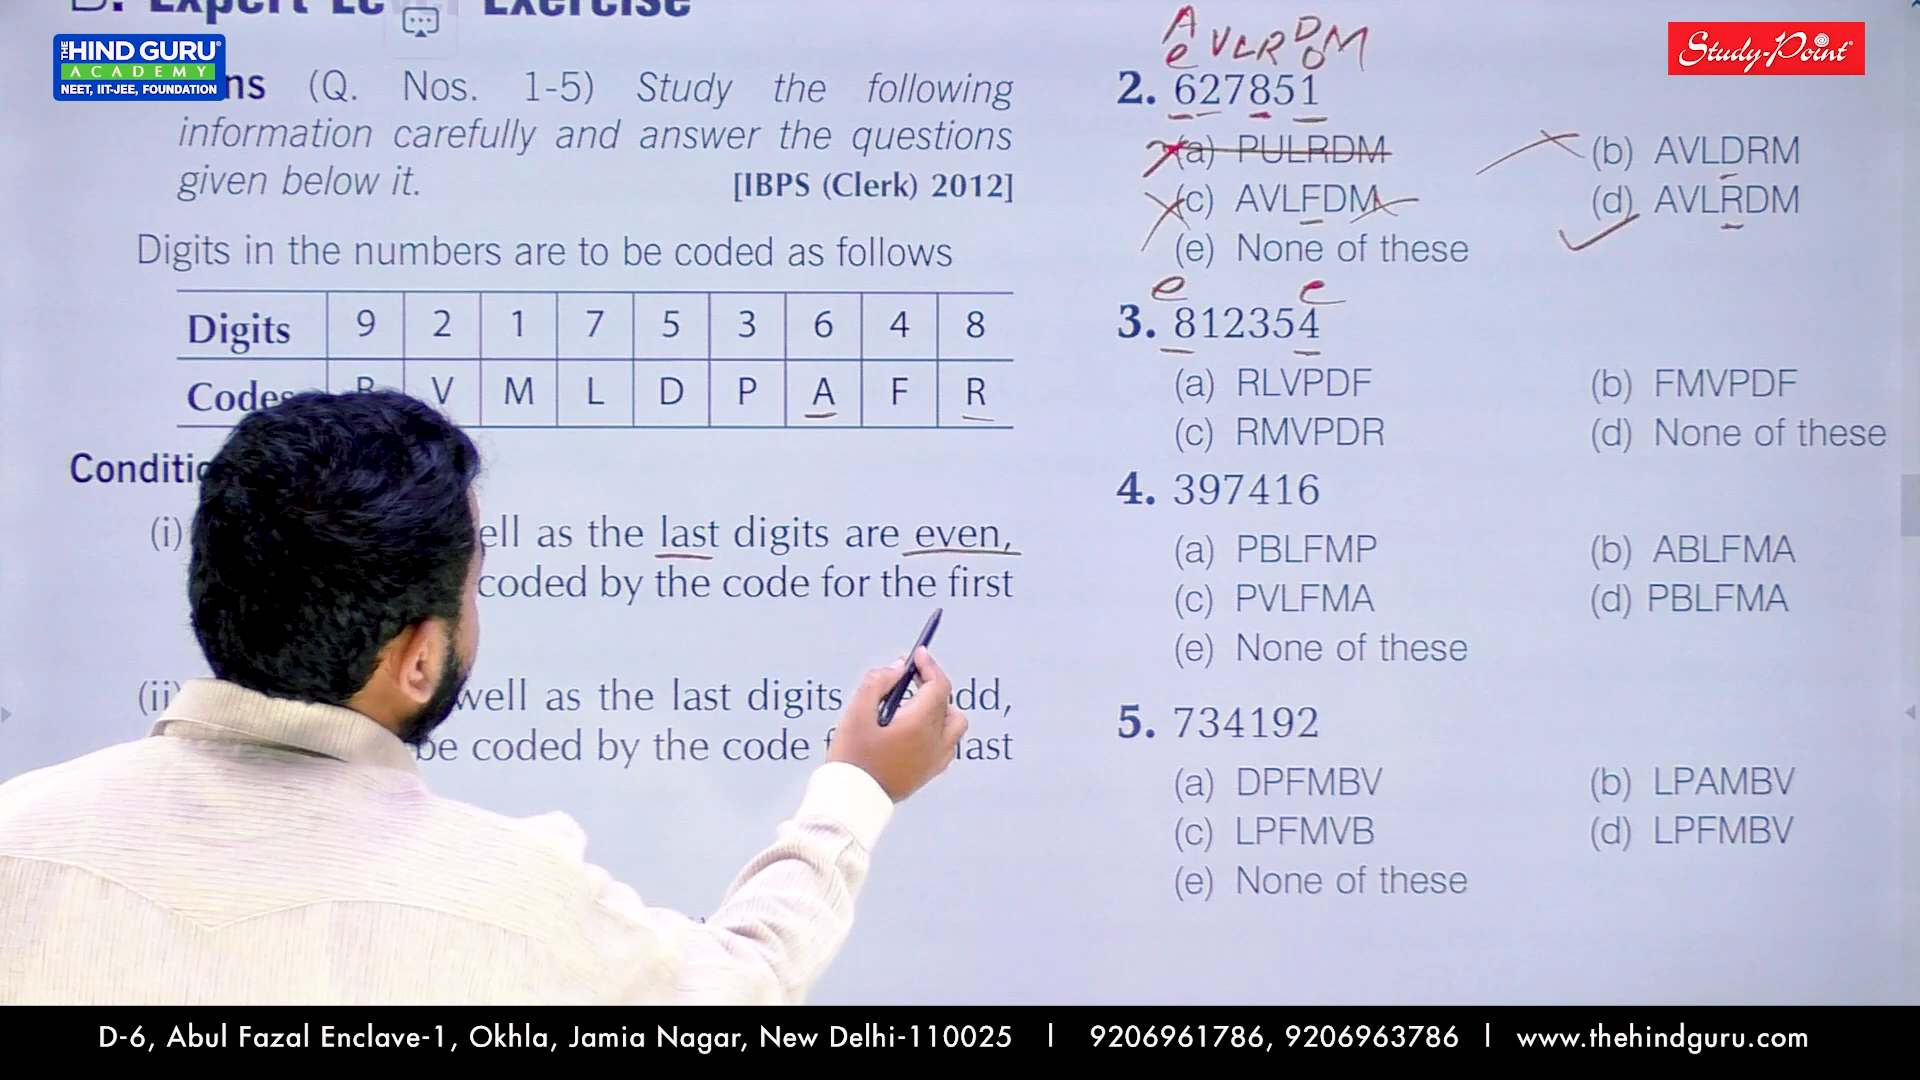 THE HIND GURU
ACADEMY
NEET, IIT-JEE, FOUNDATION
Study-Point
Exercise
(Q. Nos. 1-5) Study the following
information carefully and answer the questions
given below it. [IBPS (Clerk) 2012]
Digits in the numbers are to be coded as follows
Digits 9 2 1 7 5 3 6 4 8
Codes B V M L D P A F R
(i) ell as the last digits are even,
coded by the code for the first
(ii) well as the last digits odd,
be coded by the code last
A V L R D M
e o
2. 627851
(a) PULRDM (b) AVLDRM
(c) AVLFDM (d) AVLRDM
(e) None of these
e e
3. 812354
(a) RLVPDF (b) FMVPDF
(c) RMVPDR (d) None of these
4. 397416
(a) PBLFMP (b) ABLFMA
(c) PVLFMA (d) PBLFMA
(e) None of these
5. 734192
(a) DPFMBV (b) LPAMBV
(c) LPFMVB (d) LPFMBV
(e) None of these
D-6, Abul Fazal Enclave-1, Okhla, Jamia Nagar, New Delhi-110025 | 9206961786, 9206963786 | www.thehindguru.com